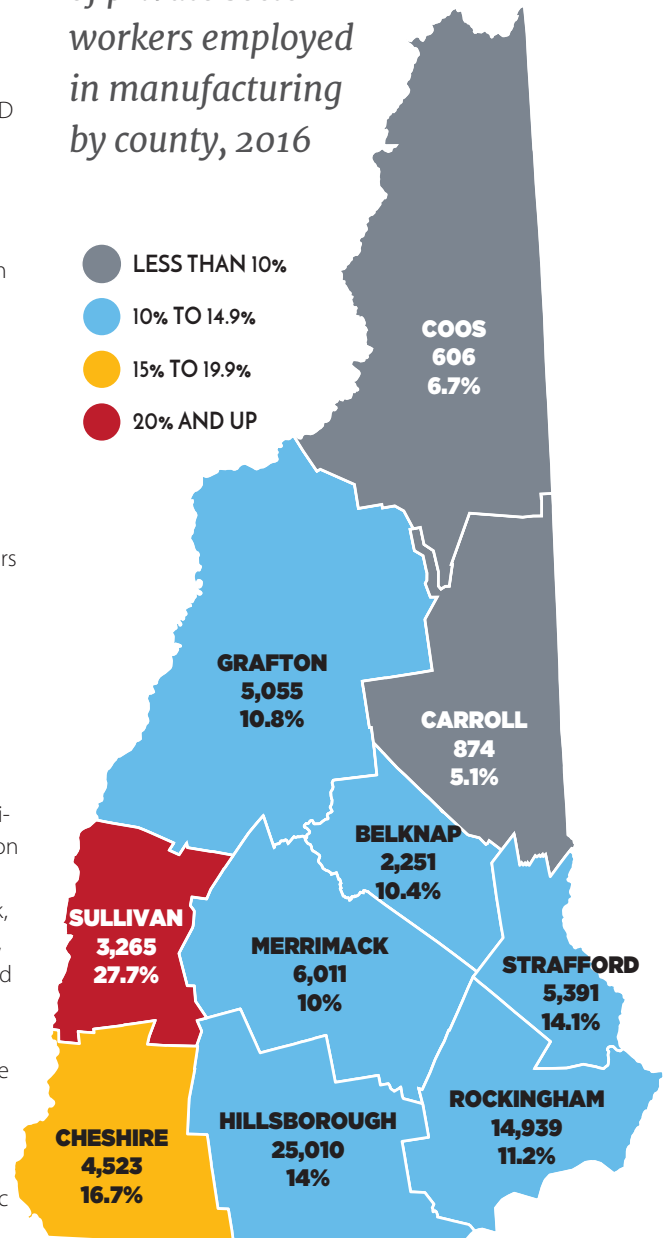 workers employed
in manufacturing
by county, 2016
D
n
LESS THAN 10%
10% TO 14.9%
15% TO 19.9%
20% AND UP
COOS
606
6.7%
rs
GRAFTON
5,055
10.8%
CARROLL
874
5.1%
i-
on
BELKNAP
2,251
10.4%
SULLIVAN
3,265
27.7%
MERRIMACK
6,011
10%
STRAFFORD
5,391
14.1%
d
e
CHESHIRE
4,523
16.7%
HILLSBOROUGH
25,010
14%
ROCKINGHAM
14,939
11.2%
c